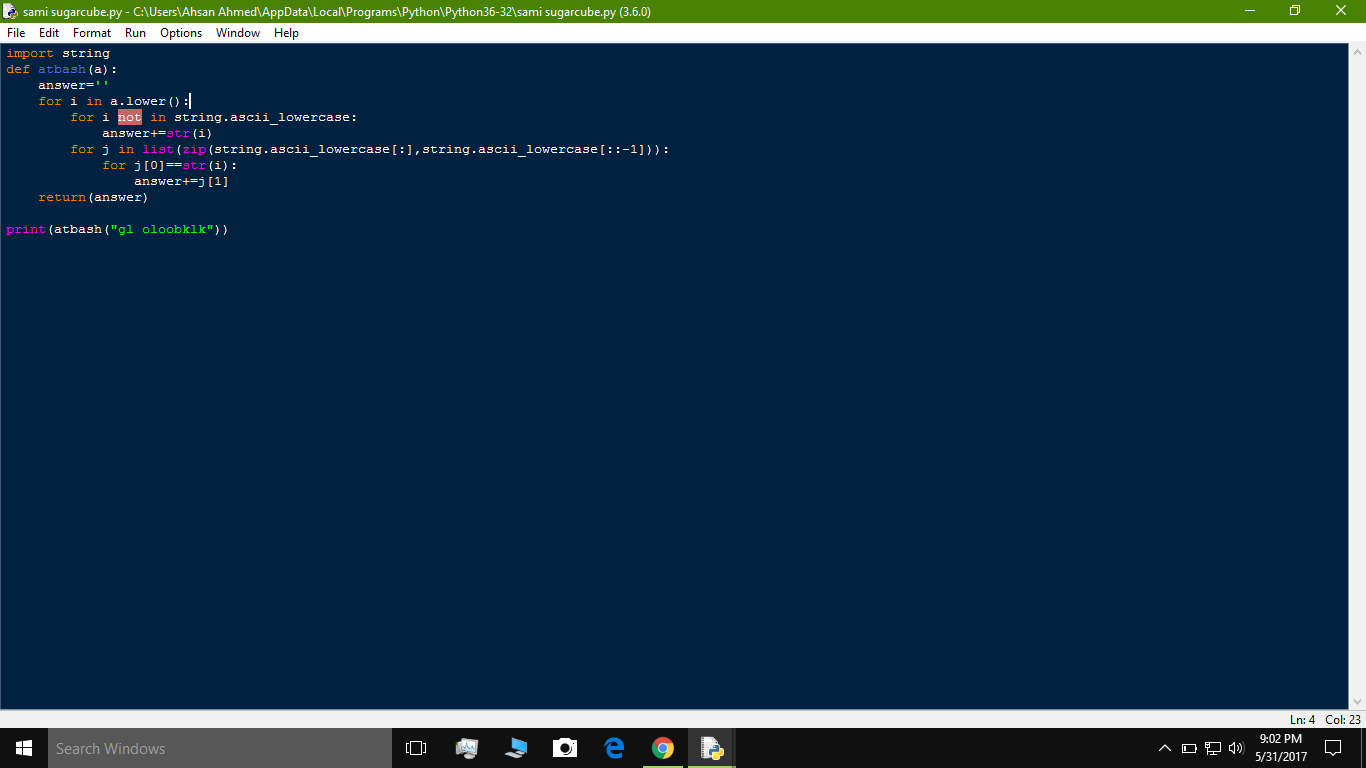 sami sugarcube.py - C:\Users\Ahsan Ahmed\AppData\Local\Programs\Python\Python36-32\sami sugarcube.py (3.6.0)
File Edit Format Run Options Window Help
import string
def atbash(a):
    answer=''
    for i in a.lower():
        for i not in string.ascii_lowercase:
            answer+=str(i)
        for j in list(zip(string.ascii_lowercase[:],string.ascii_lowercase[::-1])):
            for j[0]==str(i):
                answer+=j[1]
    return(answer)

print(atbash("gl oloobklk"))
Ln: 4 Col: 23
Search Windows
9:02 PM
5/31/2017